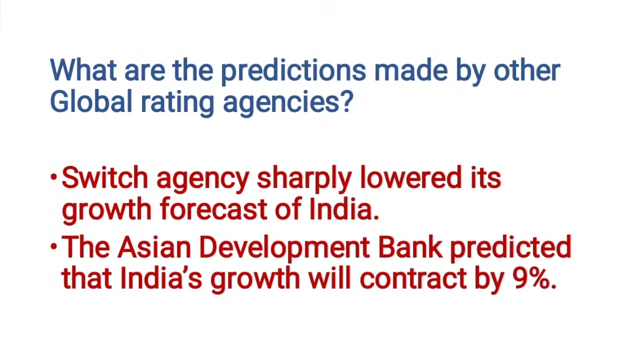 What are the predictions made by other
Global rating agencies?
•Switch agency sharply lowered its
growth forecast of India.
•The Asian Development Bank predicted
that India's growth will contract by 9%.